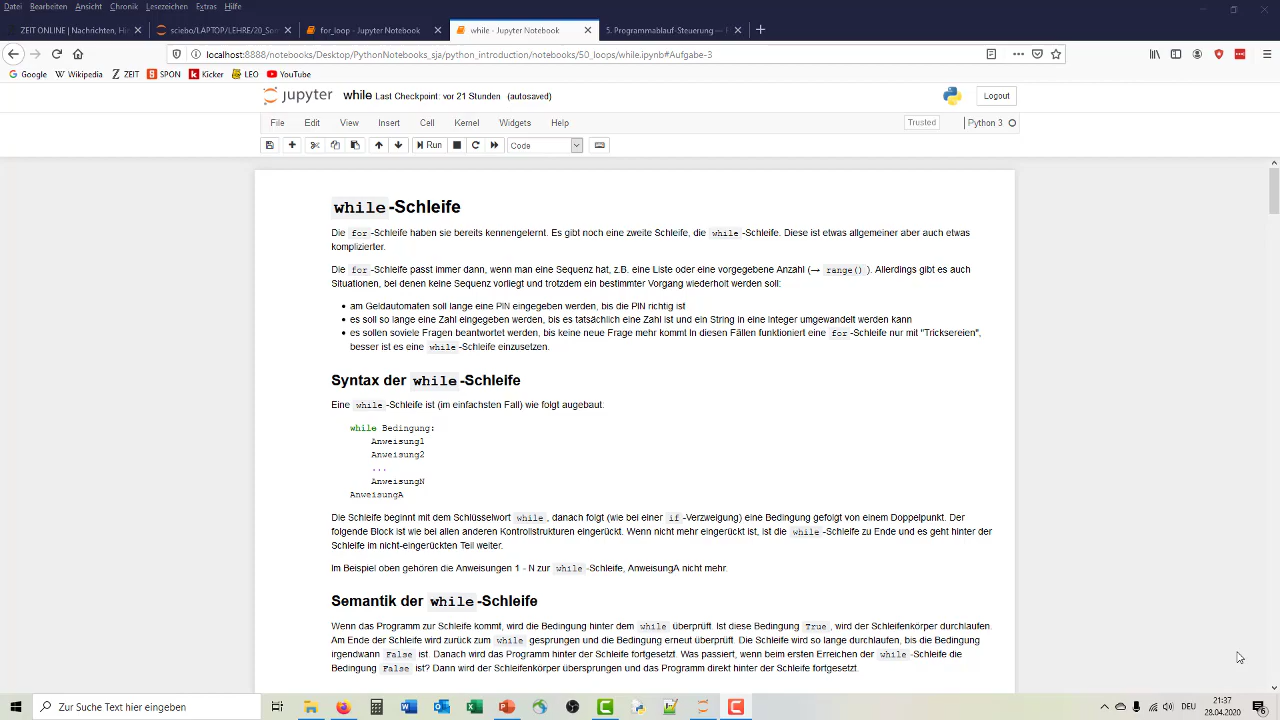 Datei Bearbeiten Ansicht Chronik Lesezeichen Extras Hilfe
ZEIT ONLINE | Nachrichten, Hi
sciebo/LAPTOP/LEHRE/20_So
for_loop - Jupyter Notebook
while - Jupyter Notebook
5. Programmablauf-Steuerung —
localhost:8888/notebooks/Desktop/PythonNotebooks_sja/python_introduction/notebooks/50_loops/while.ipynb#Aufgabe-3
Google Wikipedia ZEIT SPON Kicker LEO YouTube
jupyter while Last Checkpoint: vor 21 Stunden (autosaved) Logout
File Edit View Insert Cell Kernel Widgets Help Trusted Python 3
Run Code
while-Schleife
Die for-Schleife haben sie bereits kennengelernt. Es gibt noch eine zweite Schleife, die while-Schleife. Diese ist etwas allgemeiner aber auch etwas
komplizierter.
Die for-Schleife passt immer dann, wenn man eine Sequenz hat, z.B. eine Liste oder eine vorgegebene Anzahl (→ range()). Allerdings gibt es auch
Situationen, bei denen keine Sequenz vorliegt und trotzdem ein bestimmter Vorgang wiederholt werden soll:
• am Geldautomaten soll lange eine PIN eingegeben werden, bis die PIN richtig ist
• es soll so lange eine Zahl eingegeben werden, bis es tatsächlich eine Zahl ist und ein String in eine Integer umgewandelt werden kann
• es sollen soviele Fragen beantwortet werden, bis keine neue Frage mehr kommt In diesen Fällen funktioniert eine for-Schleife nur mit "Tricksereien",
besser ist es eine while-Schleife einzusetzen.
Syntax der while-Schleife
Eine while-Schleife ist (im einfachsten Fall) wie folgt augebaut:
while Bedingung:
Anweisung1
Anweisung2
...
AnweisungN
AnweisungA
Die Schleife beginnt mit dem Schlüsselwort while, danach folgt (wie bei einer if-Verzweigung) eine Bedingung gefolgt von einem Doppelpunkt. Der
folgende Block ist wie bei allen anderen Kontrollstrukturen eingerückt. Wenn nicht mehr eingerückt ist, ist die while-Schleife zu Ende und es geht hinter der
Schleife im nicht-eingerückten Teil weiter.
Im Beispiel oben gehören die Anweisungen 1 - N zur while-Schleife, AnweisungA nicht mehr.
Semantik der while-Schleife
Wenn das Programm zur Schleife kommt, wird die Bedingung hinter dem while überprüft. Ist diese Bedingung True, wird der Schleifenkörper durchlaufen.
Am Ende der Schleife wird zurück zum while gesprungen und die Bedingung erneut überprüft. Die Schleife wird so lange durchlaufen, bis die Bedingung
irgendwann False ist. Danach wird das Programm hinter der Schleife fortgesetzt. Was passiert, wenn beim ersten Erreichen der while-Schleife die
Bedingung False ist? Dann wird der Schleifenkörper übersprungen und das Programm direkt hinter der Schleife fortgesetzt.
Zur Suche Text hier eingeben
DEU
21:37
28.04.2020